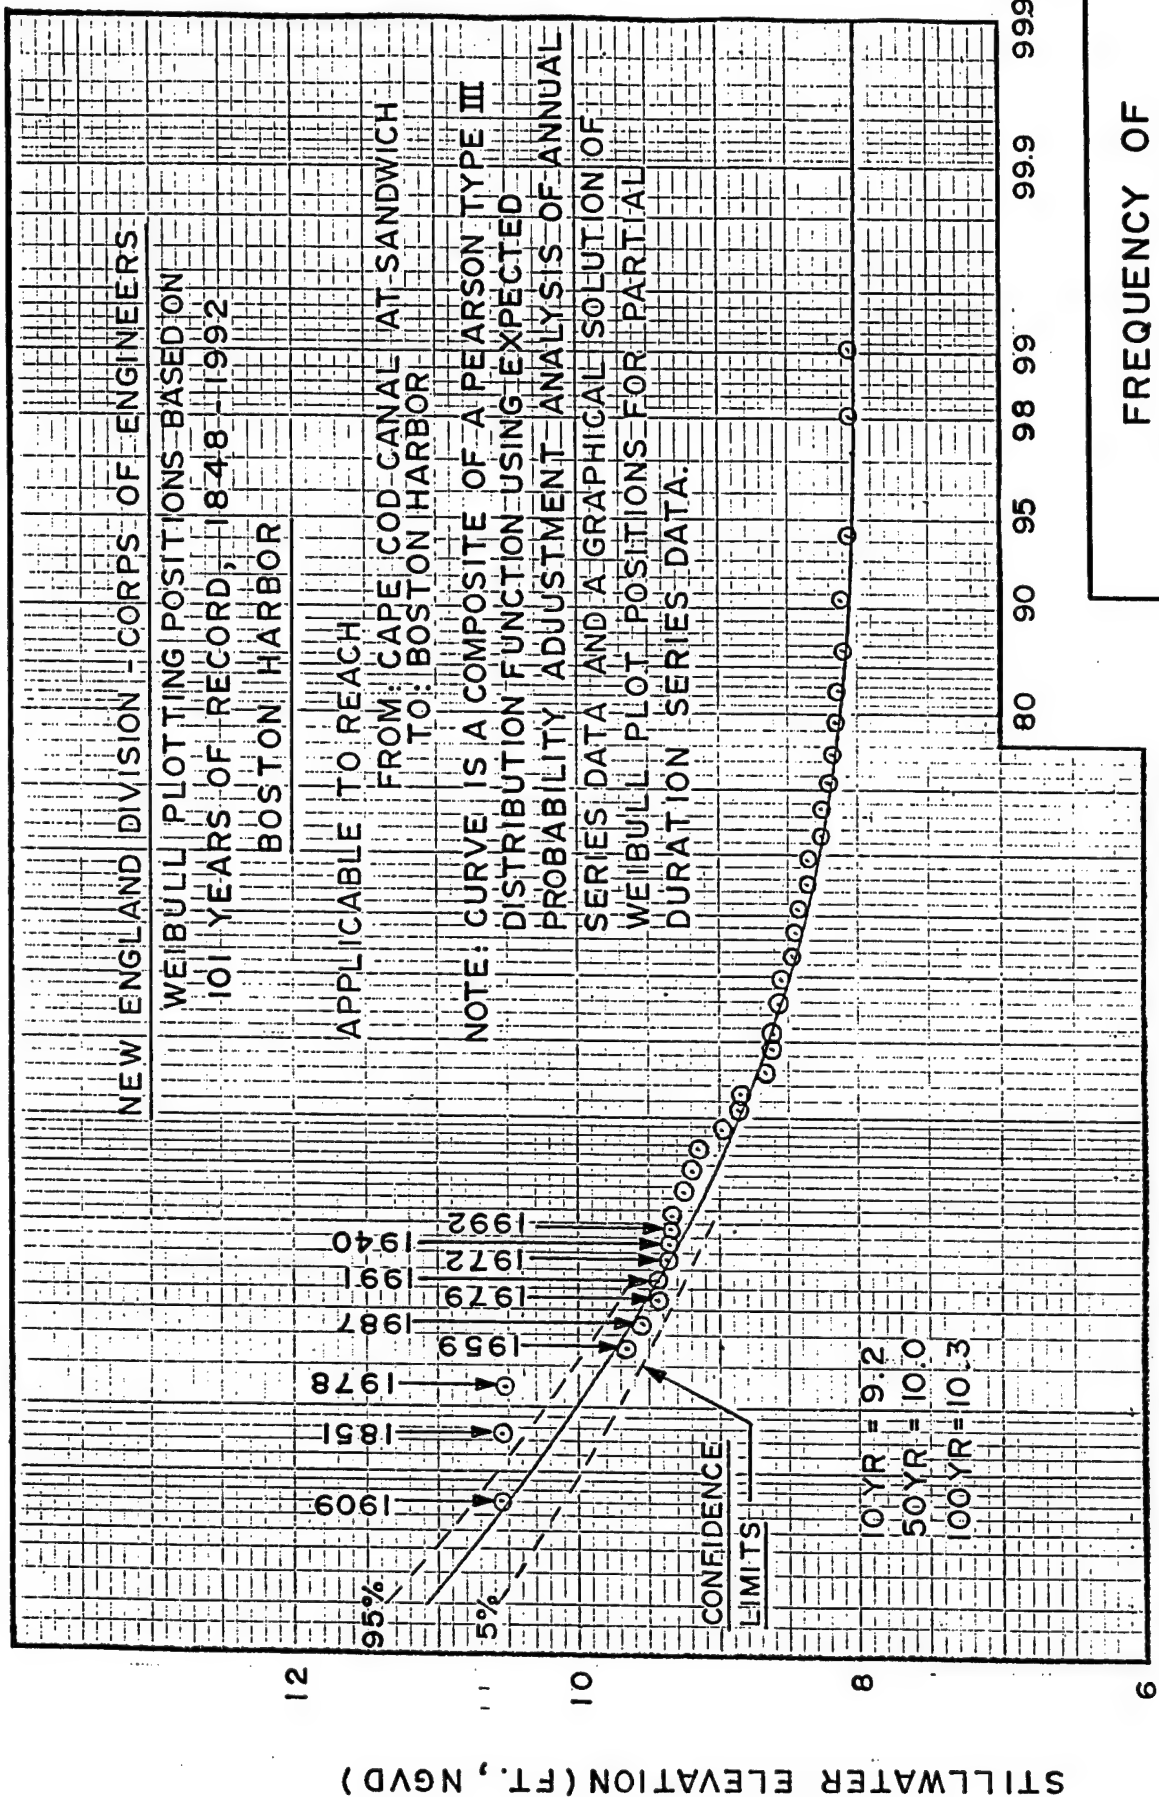 NEW ENGLAND DIVISION - CORPS OF ENGINEERS
WEIBULL PLOTTING POSITIONS BASED ON
101 YEARS OF RECORD, 1848-1992
BOSTON HARBOR
APPLICABLE TO REACH
FROM: CAPE COD CANAL AT SANDWICH
TO: BOSTON HARBOR
NOTE: CURVE IS A COMPOSITE OF A PEARSON TYPE III
DISTRIBUTION FUNCTION USING EXPECTED
PROBABILITY ADJUSTMENT ANALYSIS OF ANNUAL
SERIES DATA AND A GRAPHICAL SOLUTION OF
WEIBULL PLOT POSITIONS FOR PARTIAL
DURATION SERIES DATA.
1909
1851
1978
1959
1987
1979
1991
1972
1940
1992
95%
5%
CONFIDENCE
LIMITS
10 YR = 9.2
50 YR = 10.0
100 YR = 10.3
12
11
10
8
6
STILLWATER ELEVATION (FT., NGVD)
80
90
95
98
99
99.9
FREQUENCY OF